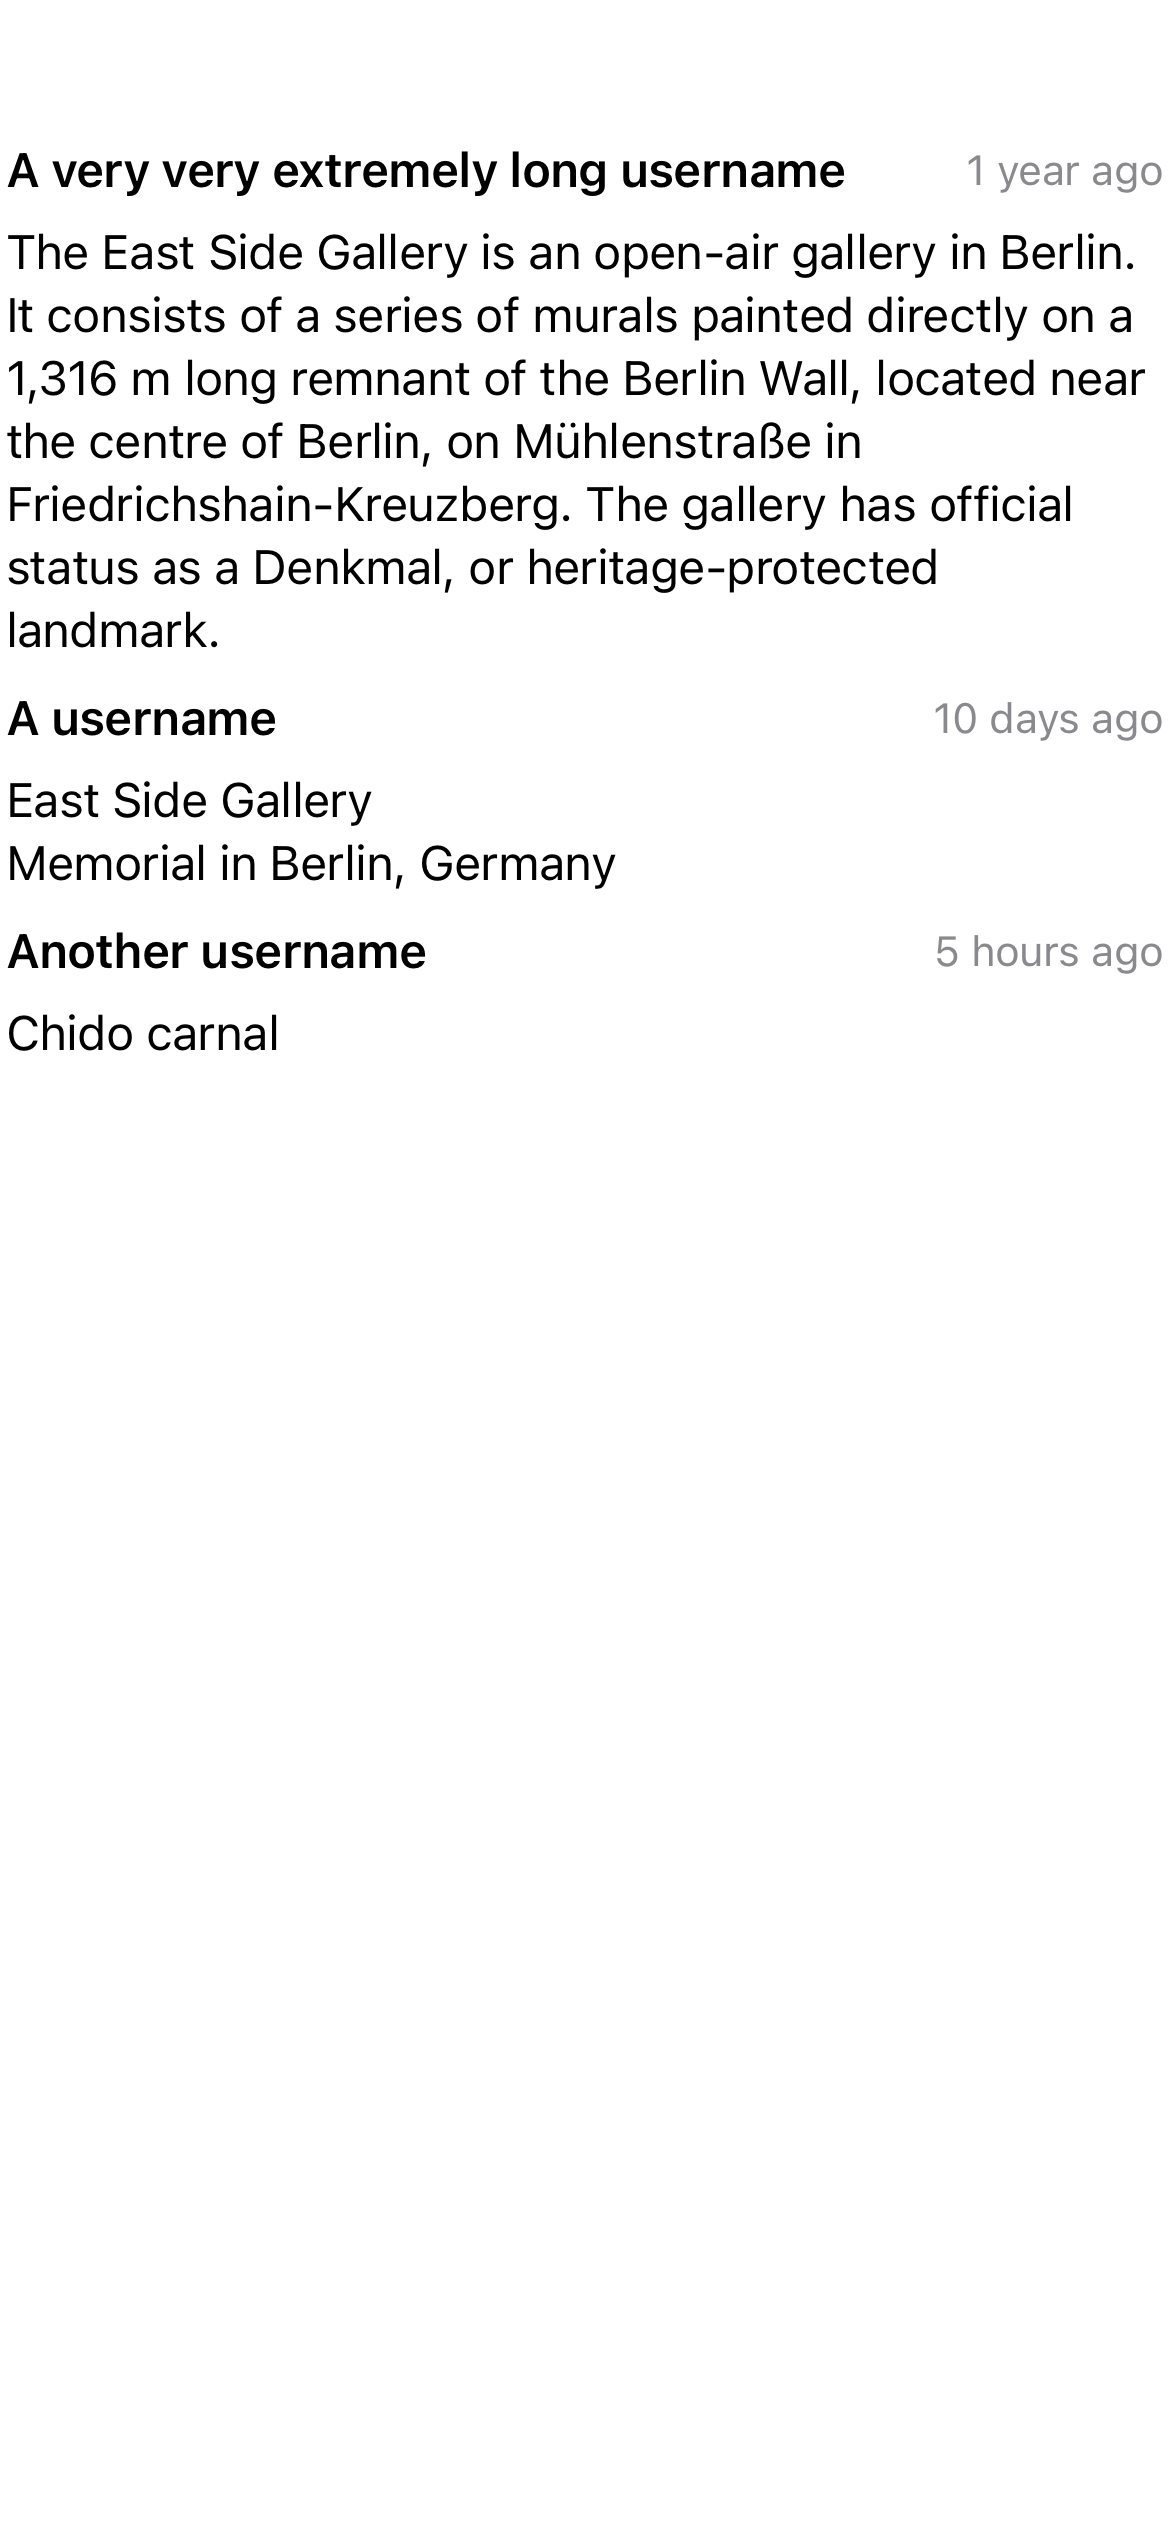 A very very extremely long username 1 year ago
The East Side Gallery is an open-air gallery in Berlin.
It consists of a series of murals painted directly on a
1,316 m long remnant of the Berlin Wall, located near
the centre of Berlin, on Mühlenstraße in
Friedrichshain-Kreuzberg. The gallery has official
status as a Denkmal, or heritage-protected
landmark.
A username 10 days ago
East Side Gallery
Memorial in Berlin, Germany
Another username 5 hours ago
Chido carnal